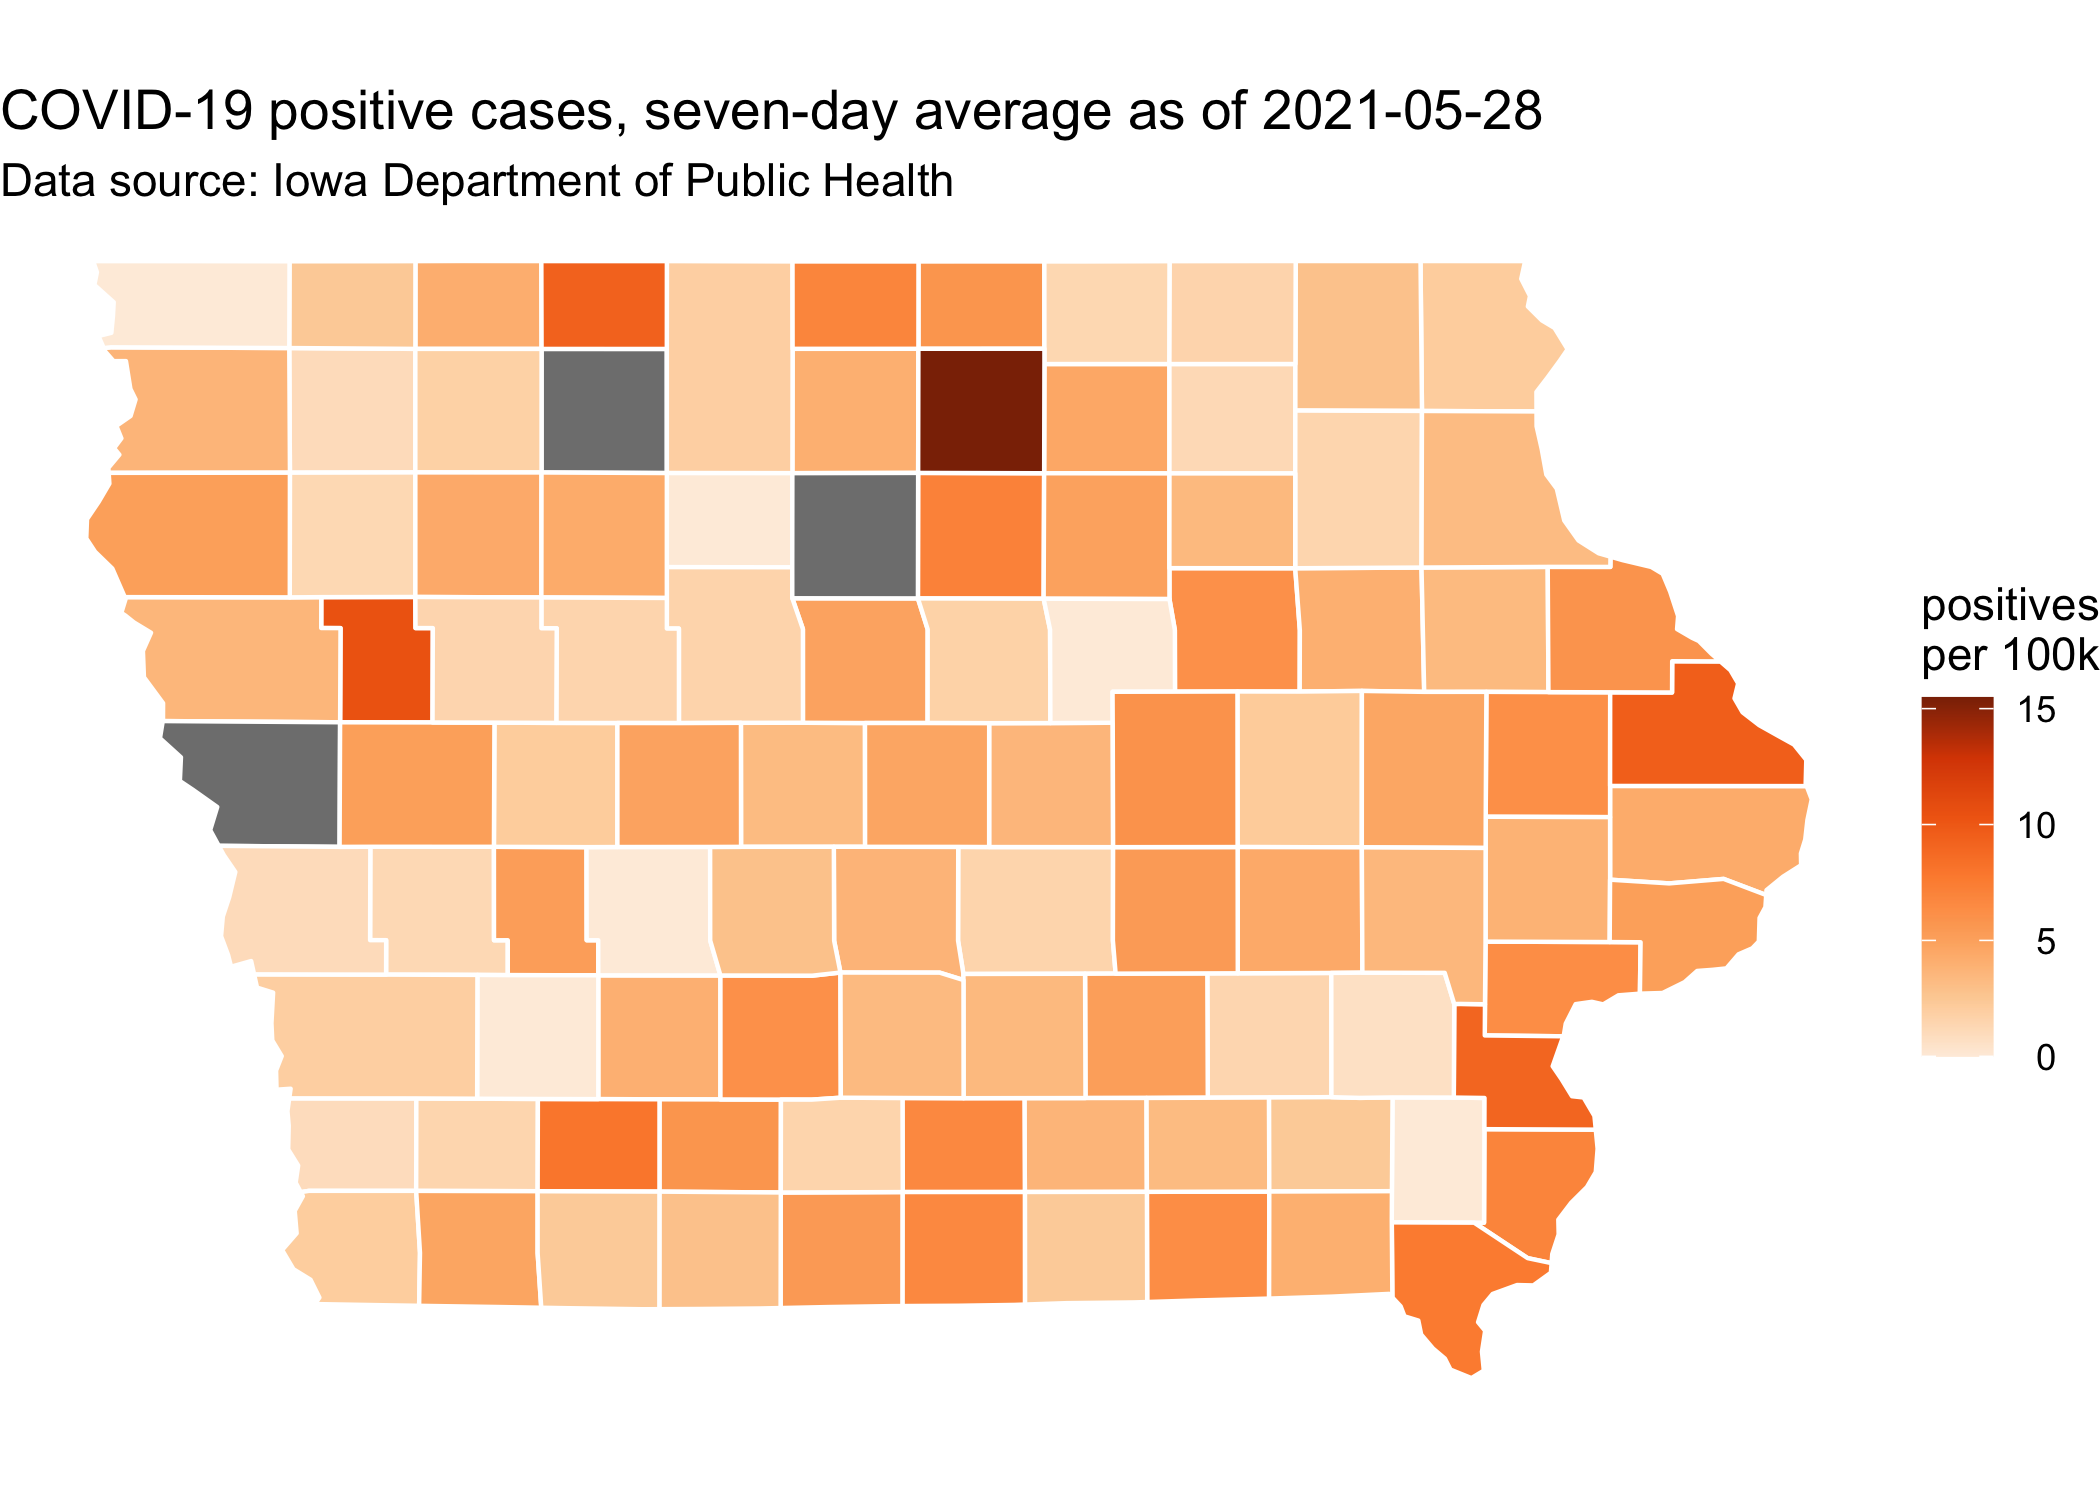 COVID-19 positive cases, seven-day average as of 2021-05-28
Data source: Iowa Department of Public Health
positives
per 100k
15
10
5
0